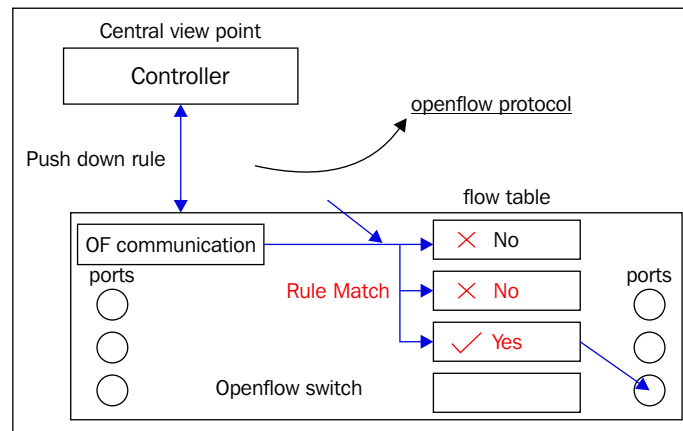 Central view point
Controller
openflow protocol
Push down rule
flow table
OF communication
No
ports
ports
Rule Match
No
Yes
Openflow switch